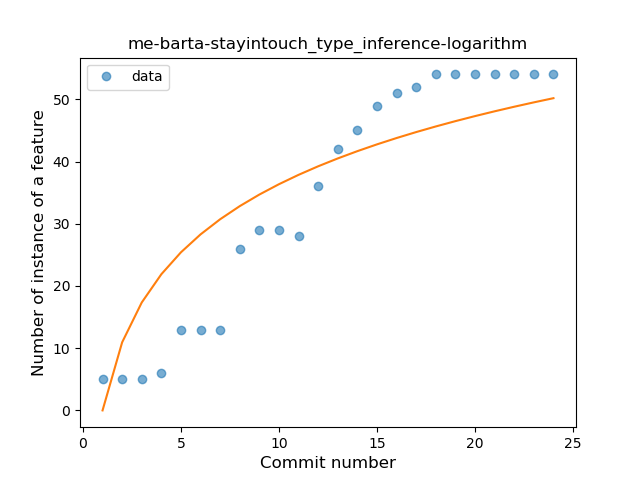 me-barta-stayintouch_type_inference-logarithm
data
Number of instance of a feature
50
40
30
20
10
0
0 5 10 15 20 25
Commit number